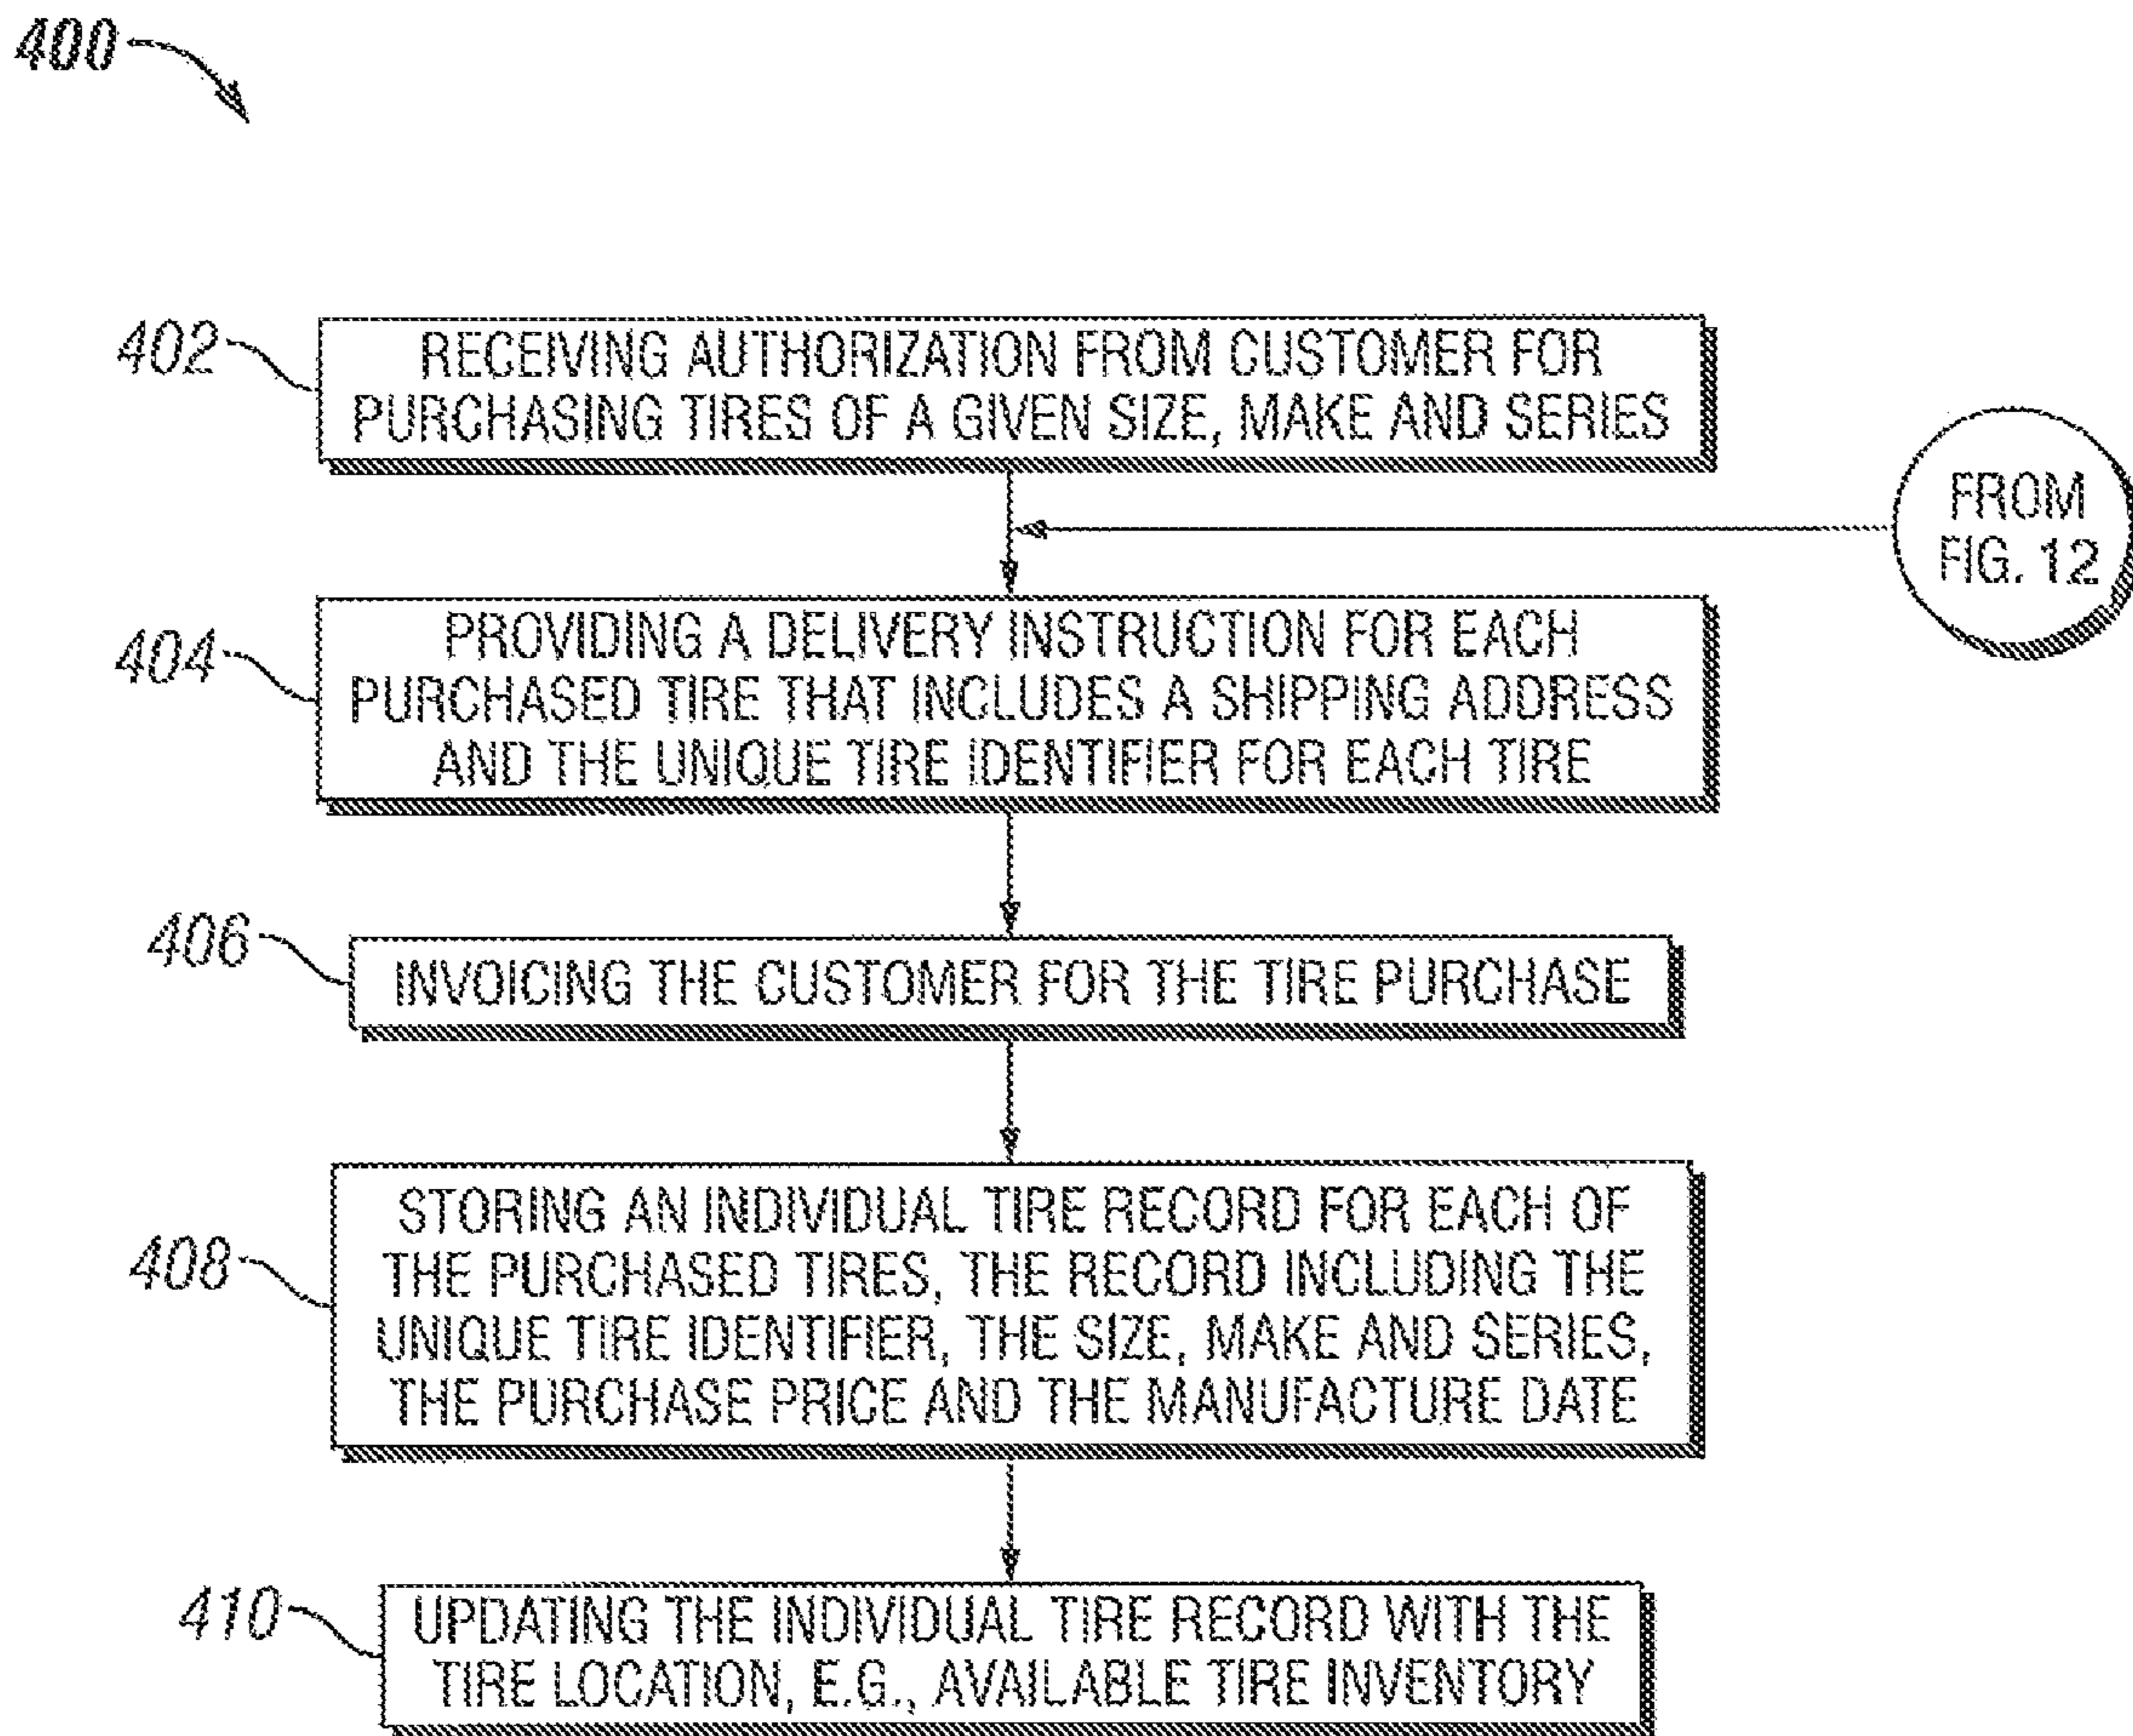 400
402
RECEIVING AUTHORIZATION FROM CUSTOMER FOR
PURCHASING TIRES OF A GIVEN SIZE, MAKE AND SERIES
FROM
FIG. 12
404
PROVIDING A DELIVERY INSTRUCTION FOR EACH
PURCHASED TIRE THAT INCLUDES A SHIPPING ADDRESS
AND THE UNIQUE TIRE IDENTIFIER FOR EACH TIRE
406
INVOICING THE CUSTOMER FOR THE TIRE PURCHASE
408
STORING AN INDIVIDUAL TIRE RECORD FOR EACH OF
THE PURCHASED TIRES, THE RECORD INCLUDING THE
UNIQUE TIRE IDENTIFIER, THE SIZE, MAKE AND SERIES,
THE PURCHASE PRICE AND THE MANUFACTURE DATE
410
UPDATING THE INDIVIDUAL TIRE RECORD WITH THE
TIRE LOCATION, E.G., AVAILABLE TIRE INVENTORY